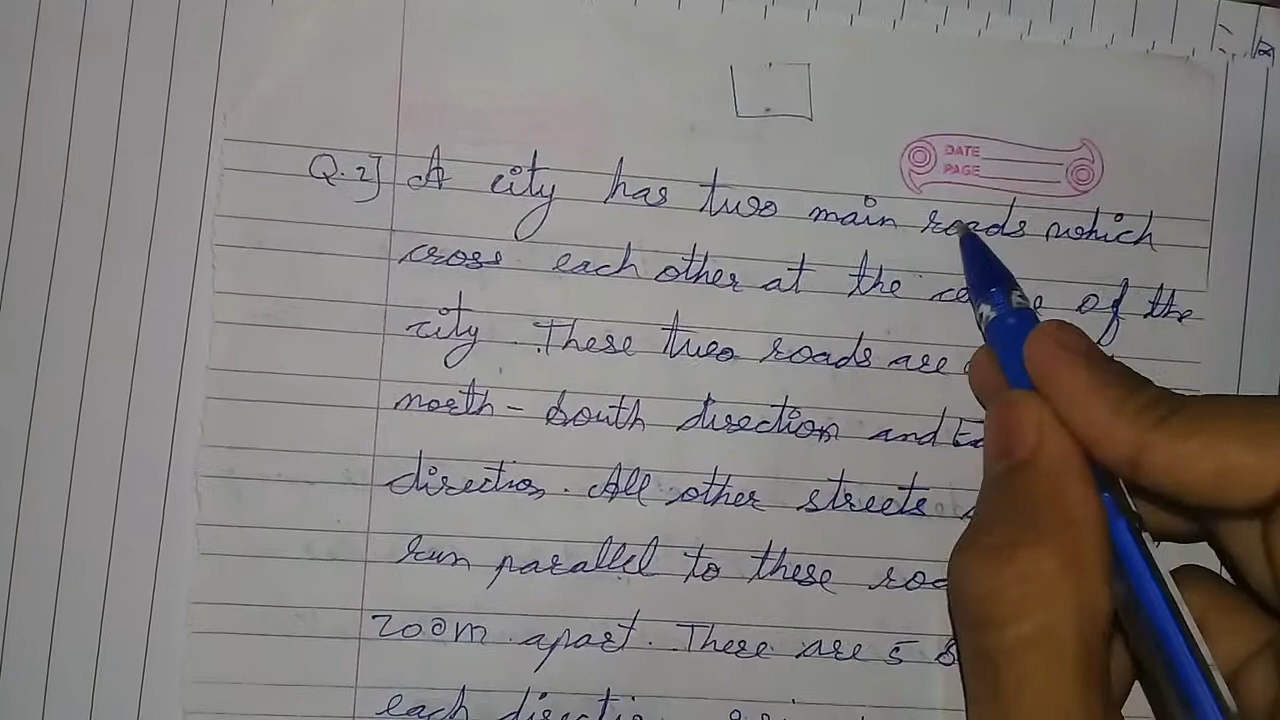 DATE
PAGE
Q.2] A city has two main roads which
cross each other at the of the
city. These two roads are
north-South direction and
direction. All other streets
run parallel to these
200m apart. There are 5
each